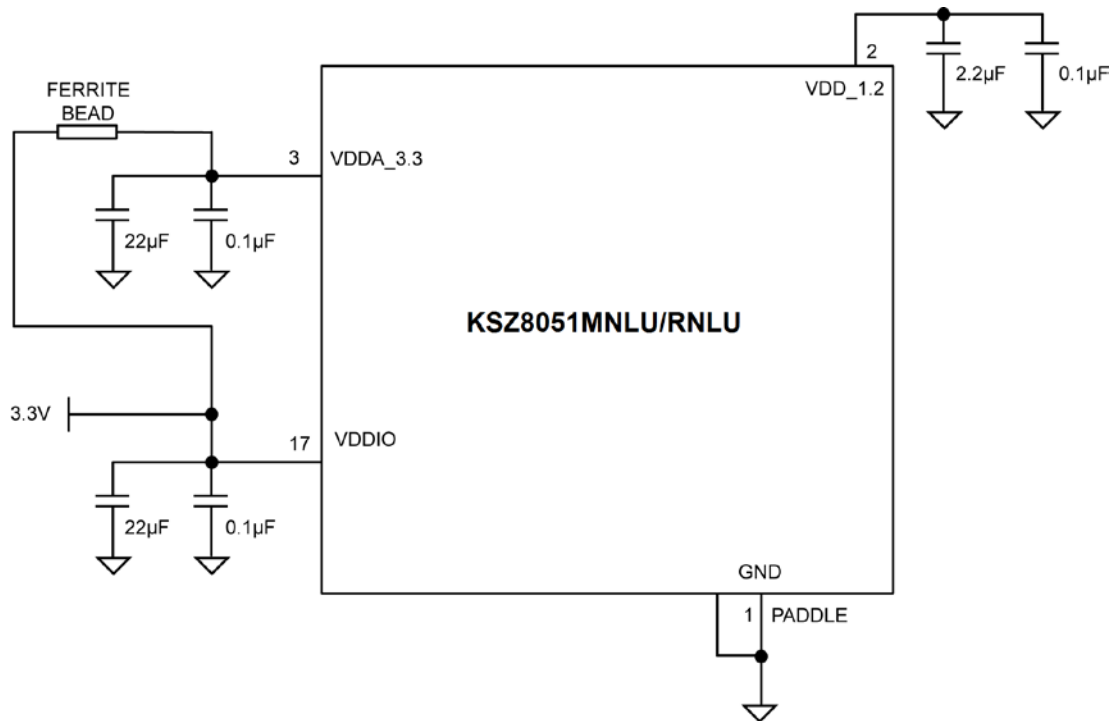 2
VDD_1.2
2.2µF
0.1µF
FERRITE
BEAD
3
VDDA_3.3
22µF
0.1µF
KSZ8051MNLU/RNLU
3.3V
17
VDDIO
22µF
0.1µF
GND
1
PADDLE